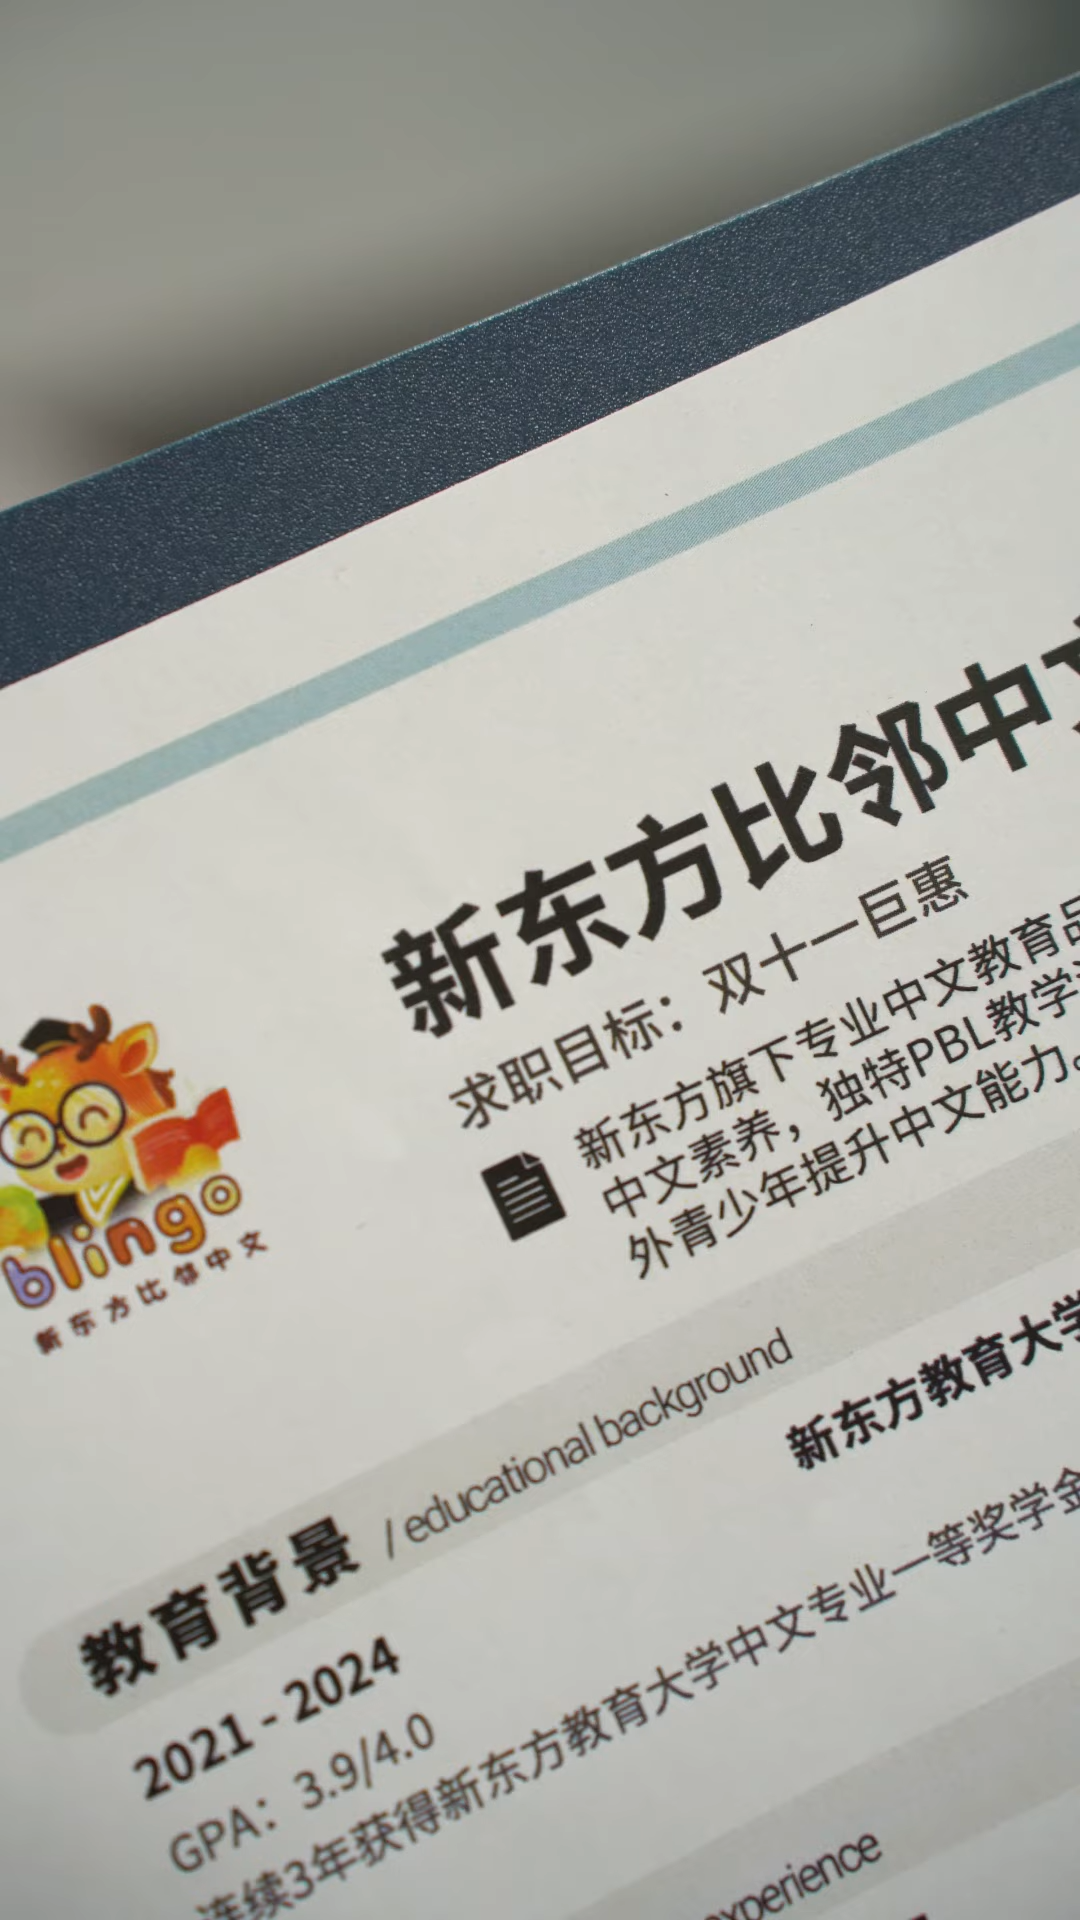 新东方比邻中文
求职目标：双十一巨惠
新东方旗下专业中文教育品
中文素养，独特PBL教学
外青少年提升中文能力。
blingo
新东方比邻中文
教育背景 / educational background
2021 - 2024 新东方教育大学
GPA：3.9/4.0
连续3年获得新东方教育大学中文专业一等奖学金
experience